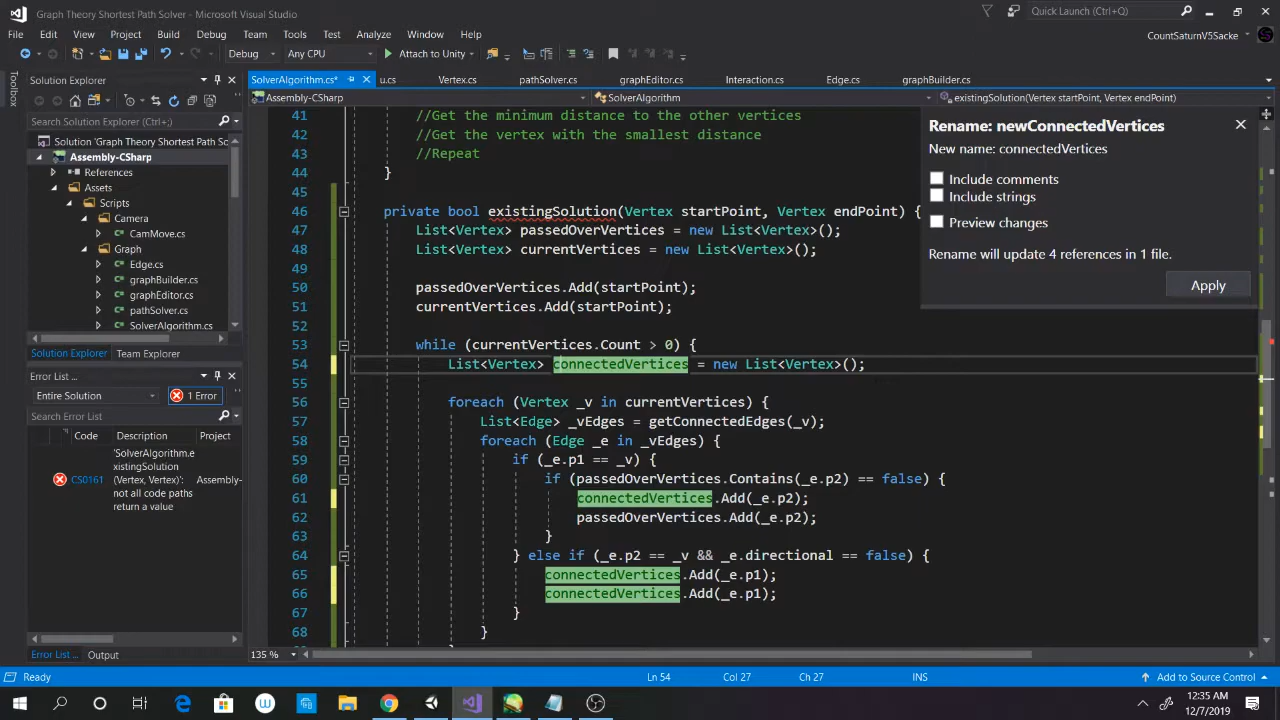 Graph Theory Shortest Path Solver - Microsoft Visual Studio
Quick Launch (Ctrl+Q)
File Edit View Project Build Debug Team Tools Test Analyze Window Help
CountSaturnV5Sacke
Debug Any CPU Attach to Unity
Toolbox
Solution Explorer
SolverAlgorithm.cs* u.cs Vertex.cs pathSolver.cs graphEditor.cs Interaction.cs Edge.cs graphBuilder.cs
Assembly-CSharp SolverAlgorithm existingSolution(Vertex startPoint, Vertex endPoint)
Search Solution Explorer (Ctrl+;)
Solution 'Graph Theory Shortest Path So
Assembly-CSharp
References
Assets
Scripts
Camera
CamMove.cs
Graph
Edge.cs
graphBuilder.cs
graphEditor.cs
pathSolver.cs
SolverAlgorithm.cs
Solution Explorer Team Explorer
Error List ...
Entire Solution 1 Error
Search Error List
Code Description Project
CS0161 'SolverAlgorithm.e
xistingSolution
(Vertex, Vertex)':
not all code paths
return a value
Assembly-
Error List ... Output
41 //Get the minimum distance to the other vertices
42 //Get the vertex with the smallest distance
43 //Repeat
44 }
45
46 private bool existingSolution(Vertex startPoint, Vertex endPoint) {
47 List<Vertex> passedOverVertices = new List<Vertex>();
48 List<Vertex> currentVertices = new List<Vertex>();
49
50 passedOverVertices.Add(startPoint);
51 currentVertices.Add(startPoint);
52
53 while (currentVertices.Count > 0) {
54 List<Vertex> connectedVertices = new List<Vertex>();
55
56 foreach (Vertex _v in currentVertices) {
57 List<Edge> _vEdges = getConnectedEdges(_v);
58 foreach (Edge _e in _vEdges) {
59 if (_e.p1 == _v) {
60 if (passedOverVertices.Contains(_e.p2) == false) {
61 connectedVertices.Add(_e.p2);
62 passedOverVertices.Add(_e.p2);
63 }
64 } else if (_e.p2 == _v && _e.directional == false) {
65 connectedVertices.Add(_e.p1);
66 connectedVertices.Add(_e.p1);
67 }
68 }
Rename: newConnectedVertices
New name: connectedVertices
Include comments
Include strings
Preview changes
Rename will update 4 references in 1 file.
Apply
135 %
Ready Ln 54 Col 27 Ch 27 INS Add to Source Control
12:35 AM
12/7/2019